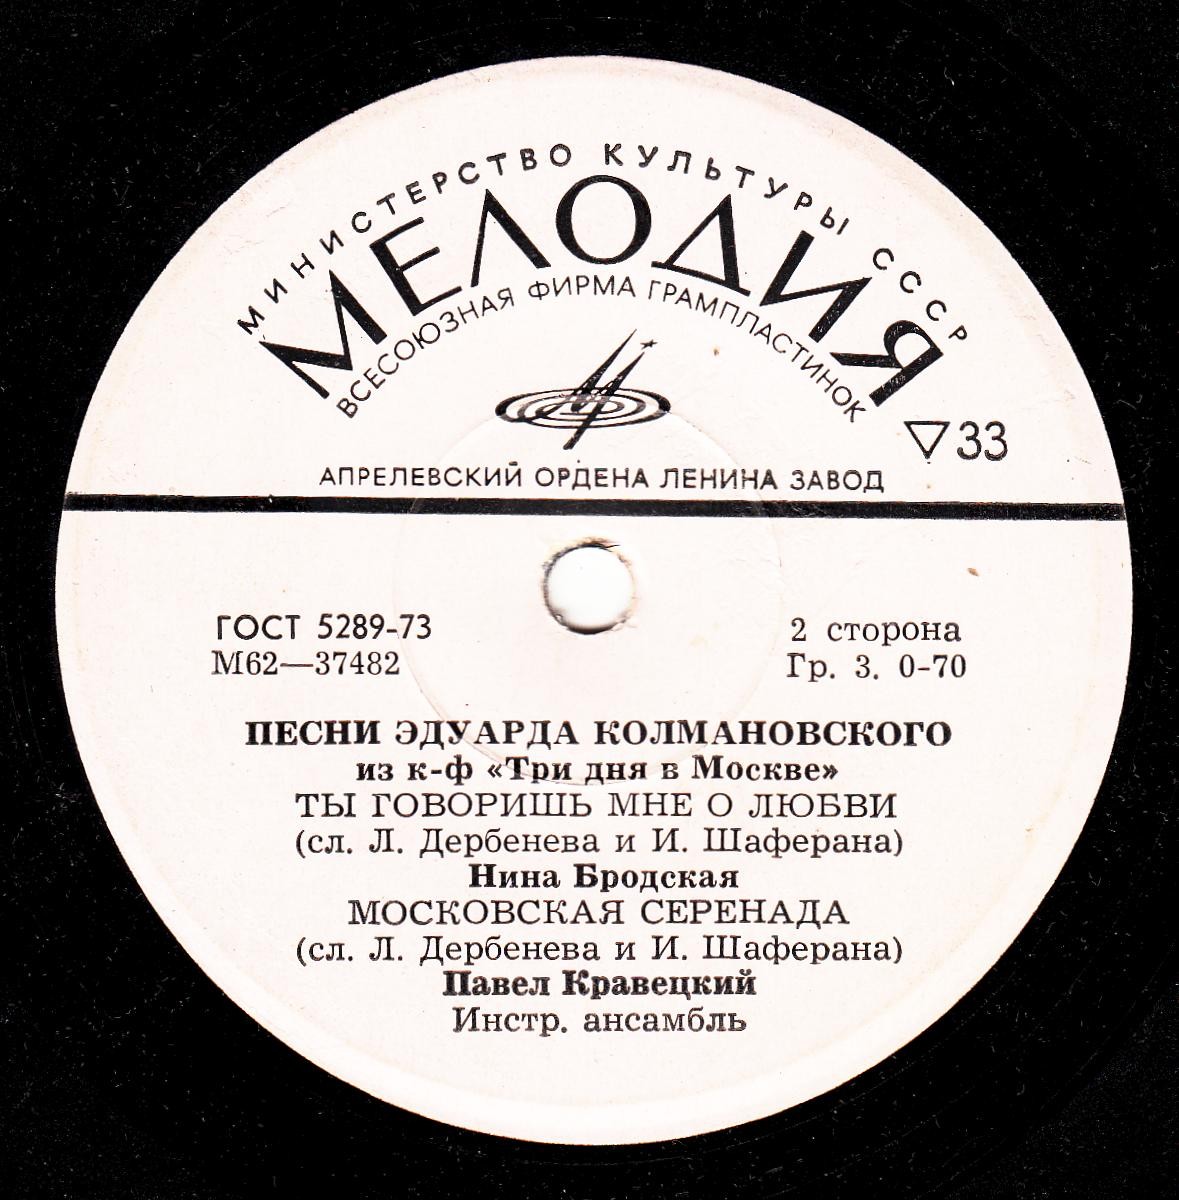 МИНИСТЕРСТВО КУЛЬТУРЫ СССР
МЕЛОДИЯ
ВСЕСОЮЗНАЯ ФИРМА ГРАМПЛАСТИНОК
▽33
АПРЕЛЕВСКИЙ ОРДЕНА ЛЕНИНА ЗАВОД
ГОСТ 5289-73
М62—37482
2 сторона
Гр. 3. 0-70
ПЕСНИ ЭДУАРДА КОЛМАНОВСКОГО
из к-ф «Три дня в Москве»
ТЫ ГОВОРИШЬ МНЕ О ЛЮБВИ
(сл. Л. Дербенева и И. Шаферана)
Нина Бродская
МОСКОВСКАЯ СЕРЕНАДА
(сл. Л. Дербенева и И. Шаферана)
Павел Кравецкий
Инстр. ансамбль